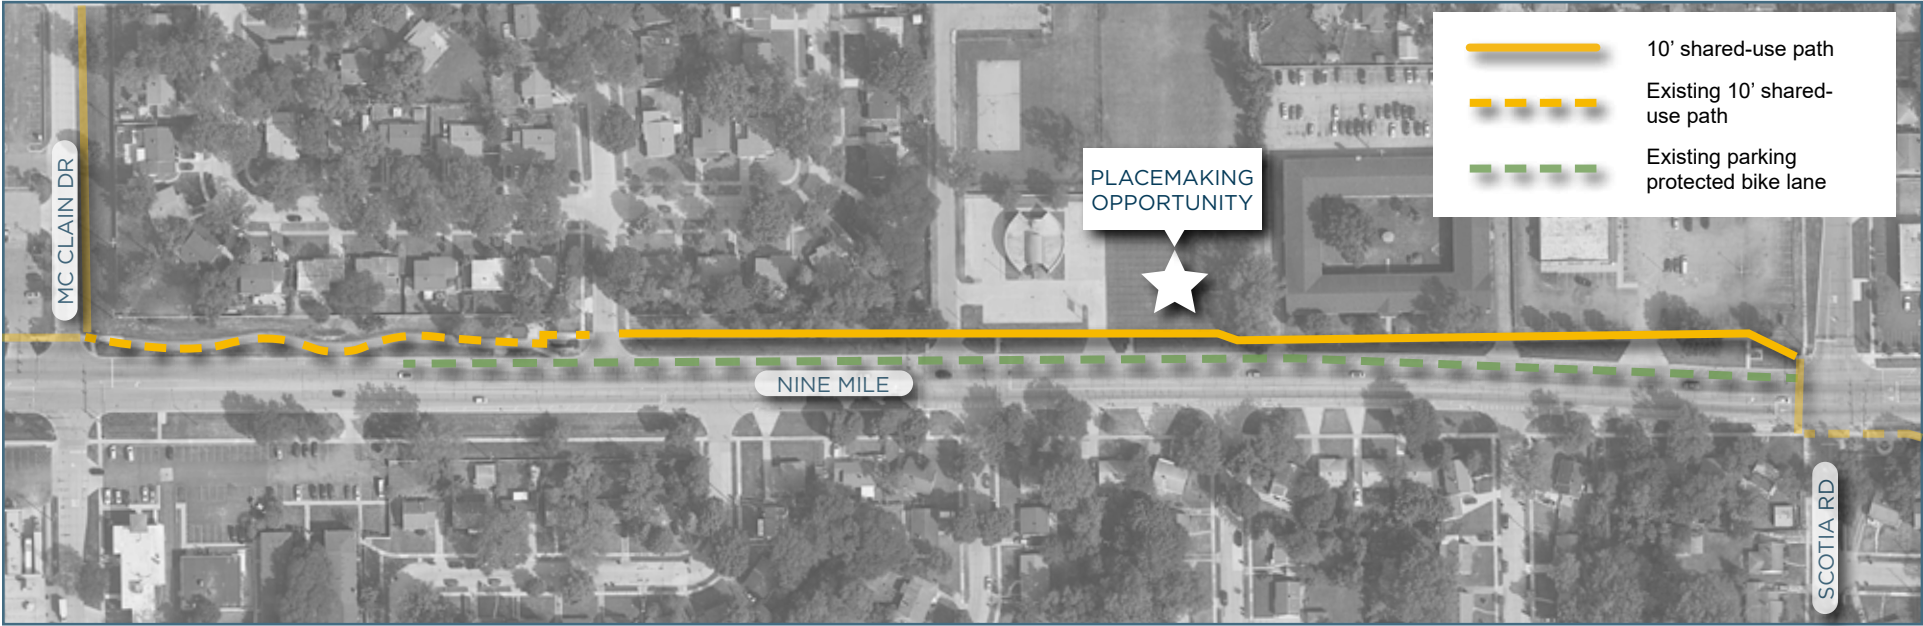 10’ shared-use path
Existing 10’ shared-
use path
Existing parking
protected bike lane
PLACEMAKING
OPPORTUNITY
MC CLAIN DR
NINE MILE
SCOTIA RD